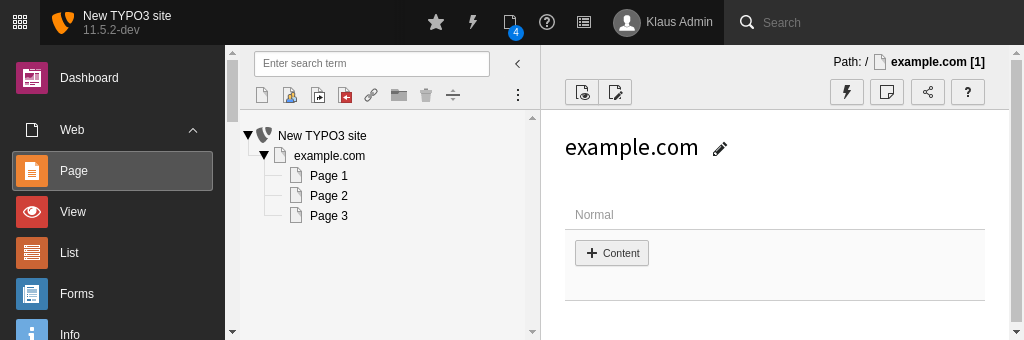 New TYPO3 site
11.5.2-dev
4
Klaus Admin
Search
Dashboard
Web
Page
View
List
Forms
Info
Enter search term
New TYPO3 site
example.com
Page 1
Page 2
Page 3
Path: / example.com [1]
?
example.com
Normal
+ Content